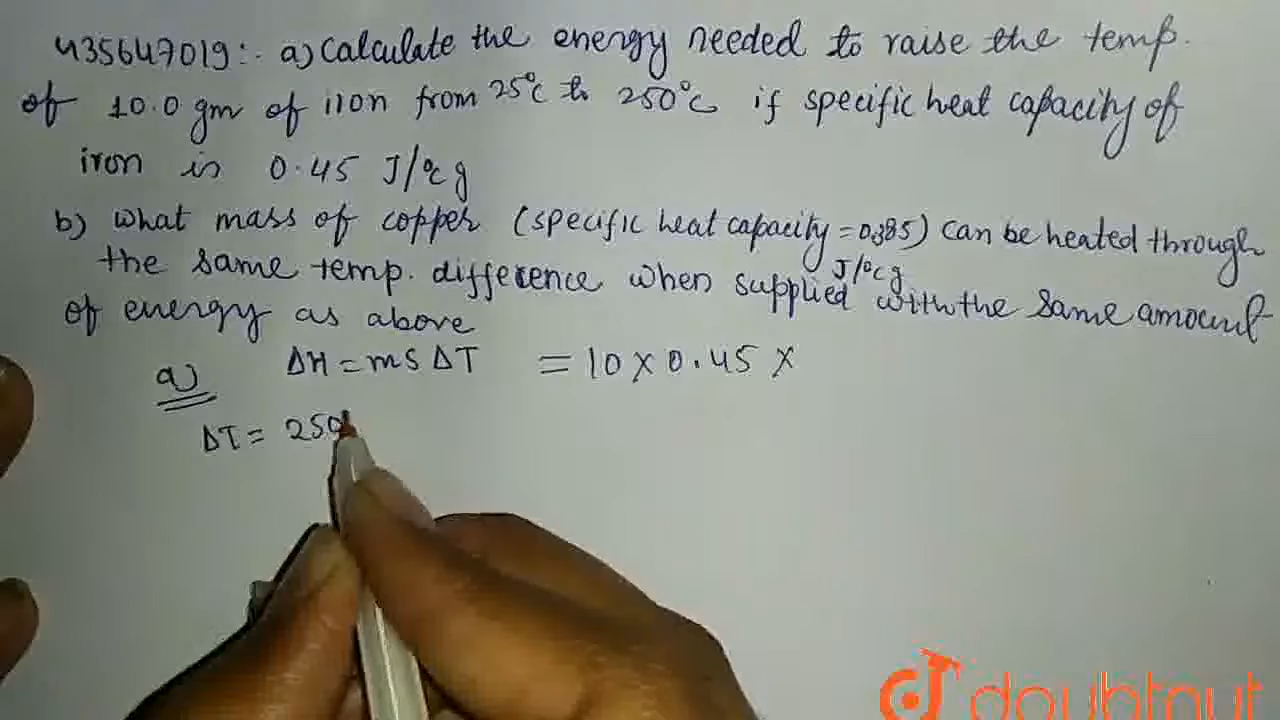 435647019:- a) Calculate the energy needed to raise the temp.
of 10.0 gm of iron from 25°C to 250°C if specific heat capacity of
iron is 0.45 J/°C g
b) what mass of copper (specific heat capacity = 0.385) can be heated through
J/°C g
the same temp. difference when supplied with the same amount
of energy as above
a) ΔH = mSΔT = 10 × 0.45 ×
ΔT = 250
doubtnut